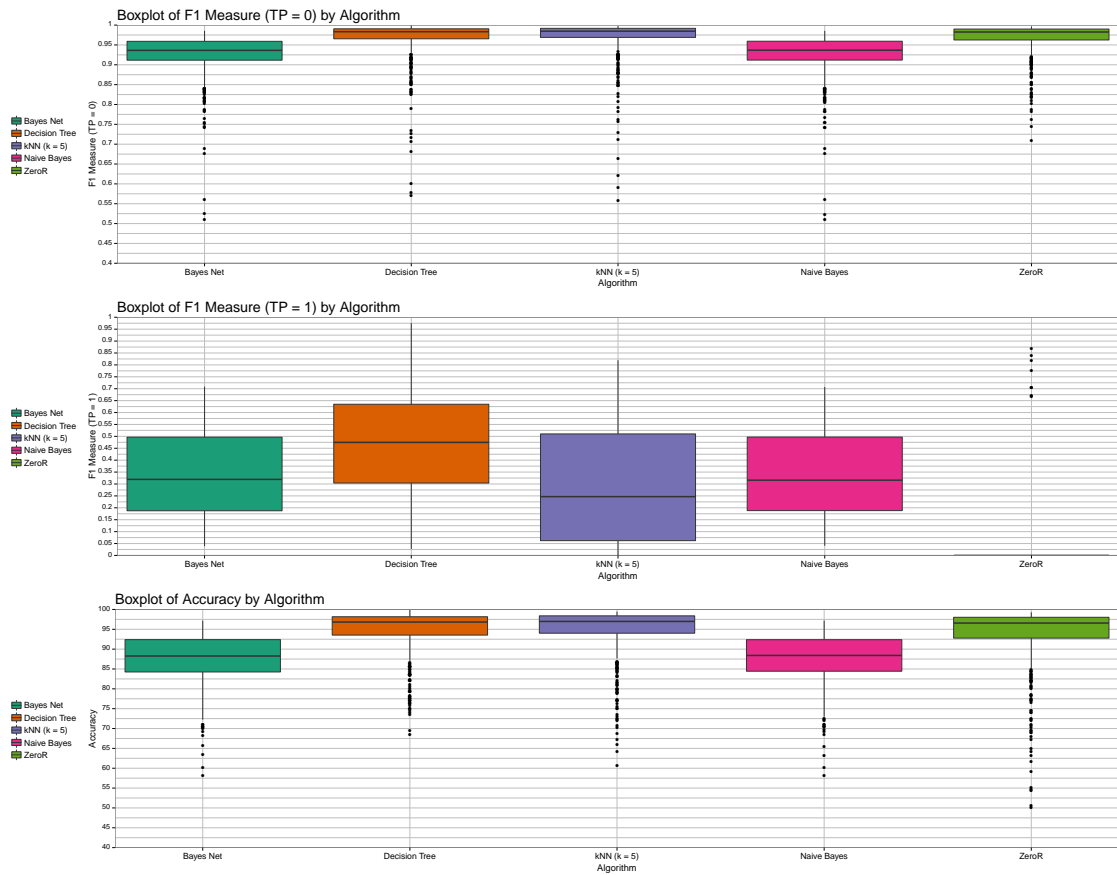 Boxplot of F1 Measure (TP = 0) by Algorithm
1
0.95
0.9
0.85
0.8
0.75
0.7
0.65
0.6
0.55
0.5
0.45
0.4
F1 Measure (TP = 0)
Bayes Net
Decision Tree
kNN (k = 5)
Naive Bayes
ZeroR
Bayes Net
Decision Tree
kNN (k = 5)
Naive Bayes
ZeroR
Algorithm
Boxplot of F1 Measure (TP = 1) by Algorithm
1
0.95
0.9
0.85
0.8
0.75
0.7
0.65
0.6
0.55
0.5
0.45
0.4
0.35
0.3
0.25
0.2
0.15
0.1
0.05
0
F1 Measure (TP = 1)
Bayes Net
Decision Tree
kNN (k = 5)
Naive Bayes
ZeroR
Bayes Net
Decision Tree
kNN (k = 5)
Naive Bayes
ZeroR
Algorithm
Boxplot of Accuracy by Algorithm
100
95
90
85
80
75
70
65
60
55
50
45
40
Accuracy
Bayes Net
Decision Tree
kNN (k = 5)
Naive Bayes
ZeroR
Bayes Net
Decision Tree
kNN (k = 5)
Naive Bayes
ZeroR
Algorithm